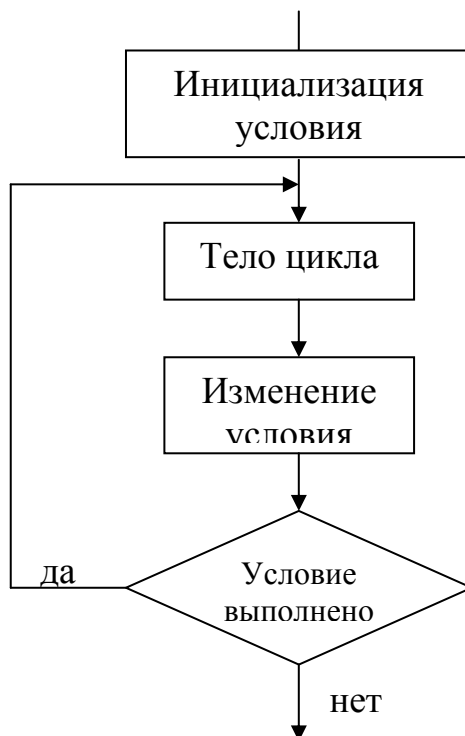 Инициализация
условия
Тело цикла
Изменение
условия
да
Условие
выполнено
нет